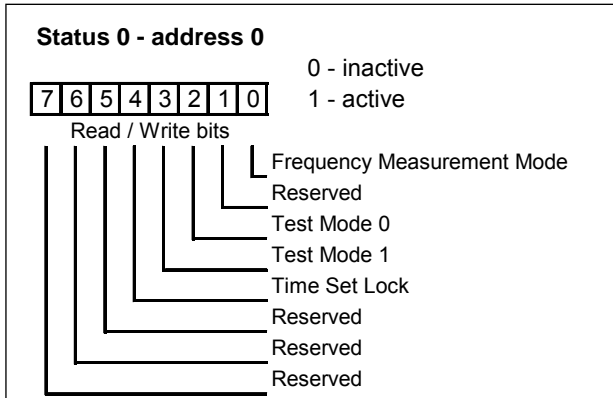 Status 0 - address 0
0 - inactive
7 6 5 4 3 2 1 0 1 - active
Read / Write bits
Frequency Measurement Mode
Reserved
Test Mode 0
Test Mode 1
Time Set Lock
Reserved
Reserved
Reserved